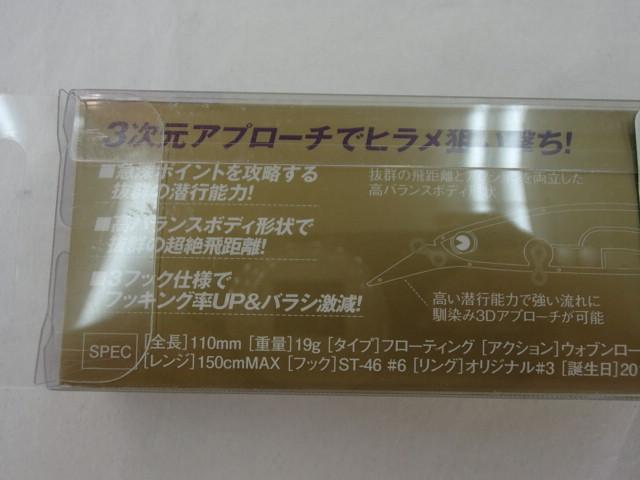 3次元アプローチでヒラメ狙い撃ち!
ポイントを攻略する
抜群の潜行能力!
■高バランスボディ形状で
抜群の超絶飛距離!
■3フック仕様で
フッキング率UP&バラシ激減!
抜群の飛距離と を両立した
高バランスボディ形状
高い潜行能力で強い流れに
馴染み3Dアプローチが可能
SPEC
[全長]110mm [重量]19g [タイプ]フローティング [アクション]ウォブンロー
[レンジ]150cmMAX [フック]ST-46 #6 [リング]オリジナル#3 [誕生日]20